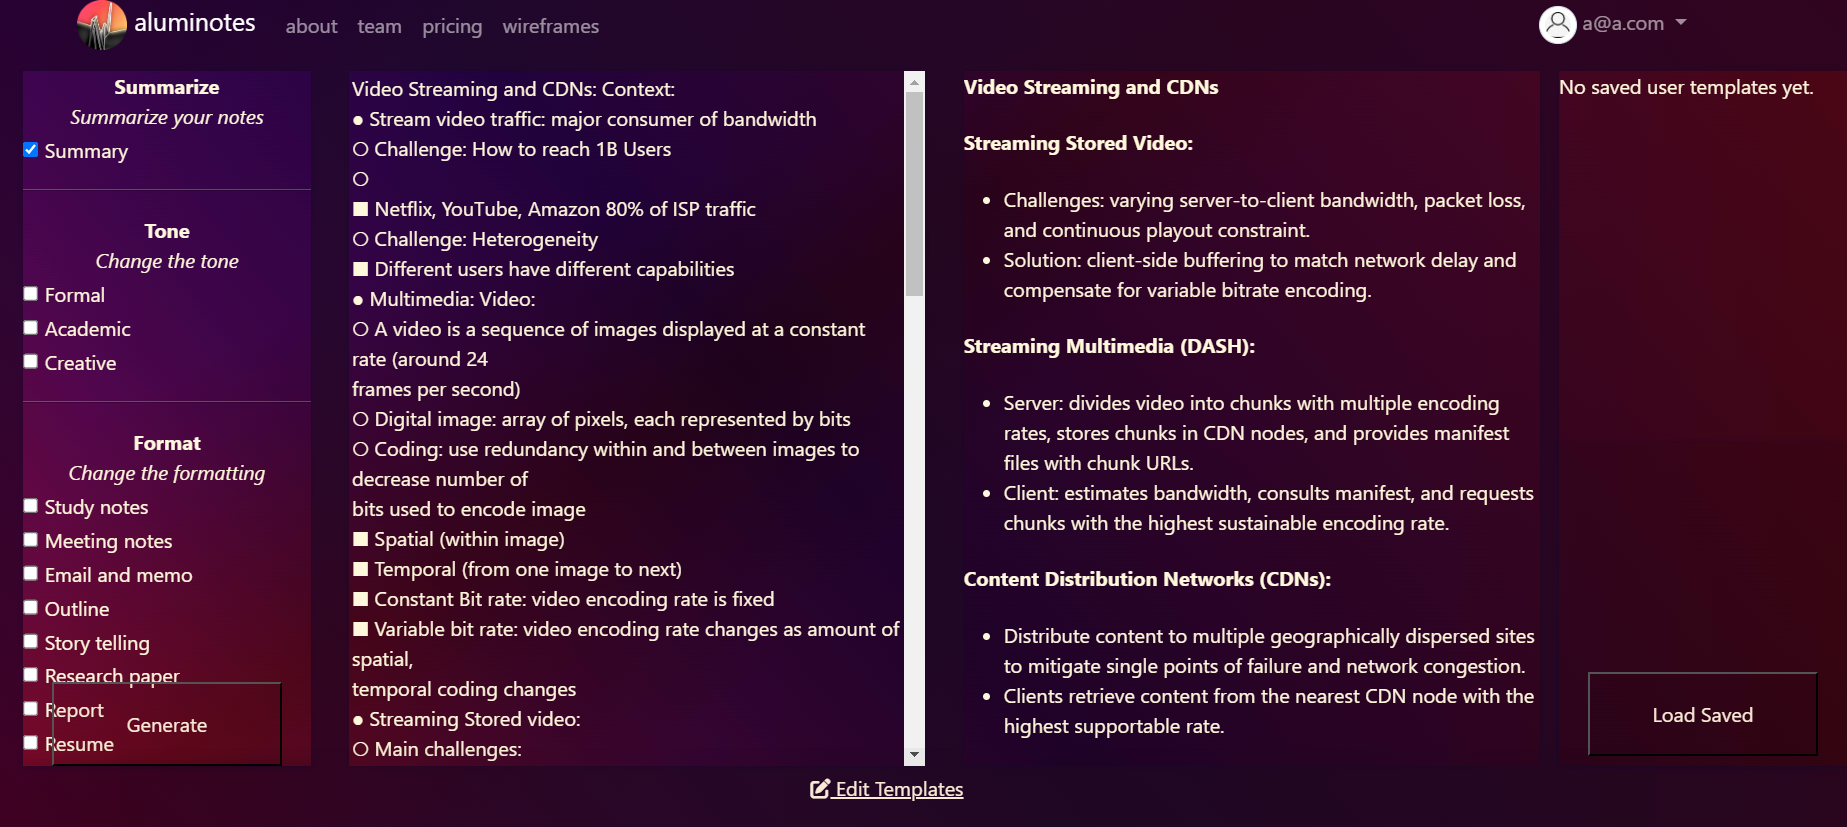 aluminotes
about team pricing wireframes
a@a.com
Summarize
Summarize your notes
Summary
Tone
Change the tone
Formal
Academic
Creative
Format
Change the formatting
Study notes
Meeting notes
Email and memo
Outline
Story telling
Research paper
Report
Resume
Generate
Video Streaming and CDNs: Context:
● Stream video traffic: major consumer of bandwidth
○ Challenge: How to reach 1B Users
○
■ Netflix, YouTube, Amazon 80% of ISP traffic
○ Challenge: Heterogeneity
■ Different users have different capabilities
● Multimedia: Video:
○ A video is a sequence of images displayed at a constant
rate (around 24
frames per second)
○ Digital image: array of pixels, each represented by bits
○ Coding: use redundancy within and between images to
decrease number of
bits used to encode image
■ Spatial (within image)
■ Temporal (from one image to next)
■ Constant Bit rate: video encoding rate is fixed
■ Variable bit rate: video encoding rate changes as amount of
spatial,
temporal coding changes
● Streaming Stored video:
○ Main challenges:
Video Streaming and CDNs
Streaming Stored Video:
• Challenges: varying server-to-client bandwidth, packet loss,
and continuous playout constraint.
• Solution: client-side buffering to match network delay and
compensate for variable bitrate encoding.
Streaming Multimedia (DASH):
• Server: divides video into chunks with multiple encoding
rates, stores chunks in CDN nodes, and provides manifest
files with chunk URLs.
• Client: estimates bandwidth, consults manifest, and requests
chunks with the highest sustainable encoding rate.
Content Distribution Networks (CDNs):
• Distribute content to multiple geographically dispersed sites
to mitigate single points of failure and network congestion.
• Clients retrieve content from the nearest CDN node with the
highest supportable rate.
No saved user templates yet.
Load Saved
Edit Templates